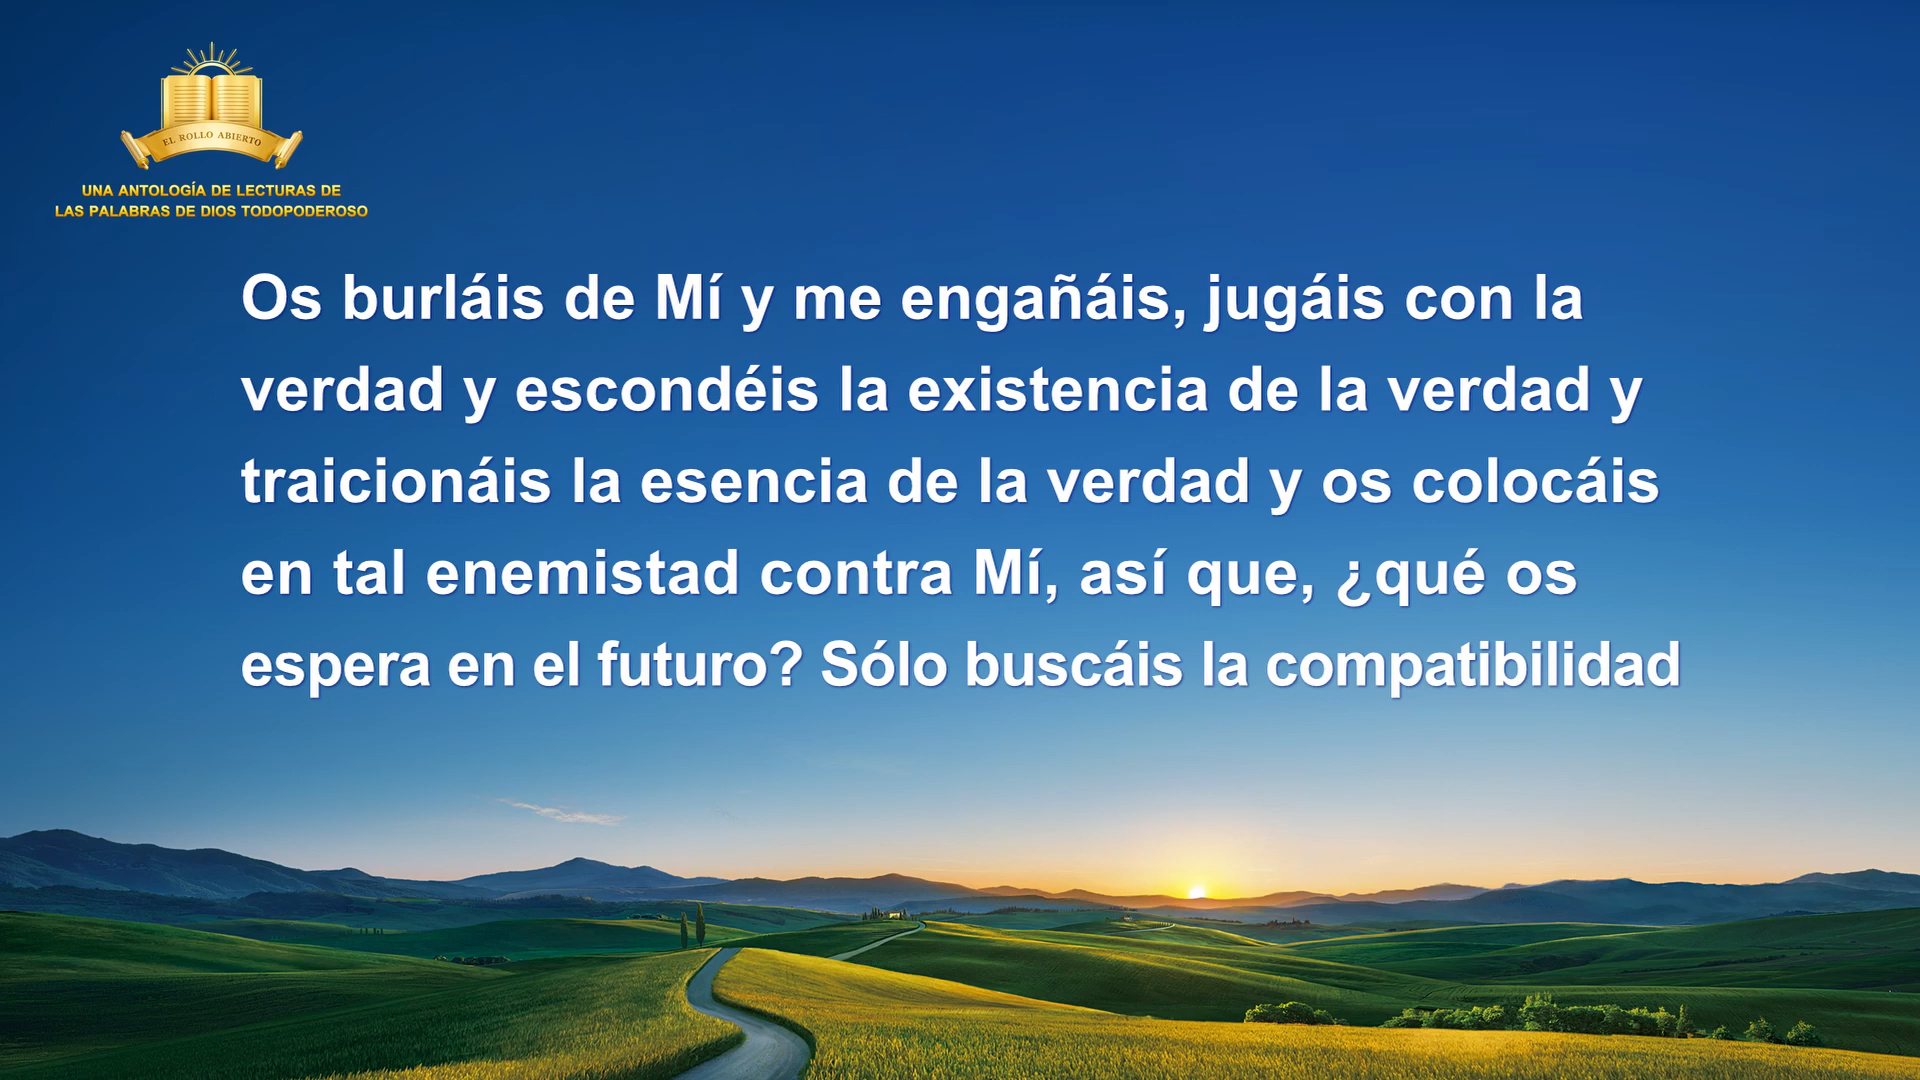 EL ROLLO ABIERTO
UNA ANTOLOGÍA DE LECTURAS DE
LAS PALABRAS DE DIOS TODOPODEROSO
Os burláis de Mí y me engañáis, jugáis con la
verdad y escondéis la existencia de la verdad y
traicionáis la esencia de la verdad y os colocáis
en tal enemistad contra Mí, así que, ¿qué os
espera en el futuro? Sólo buscáis la compatibilidad